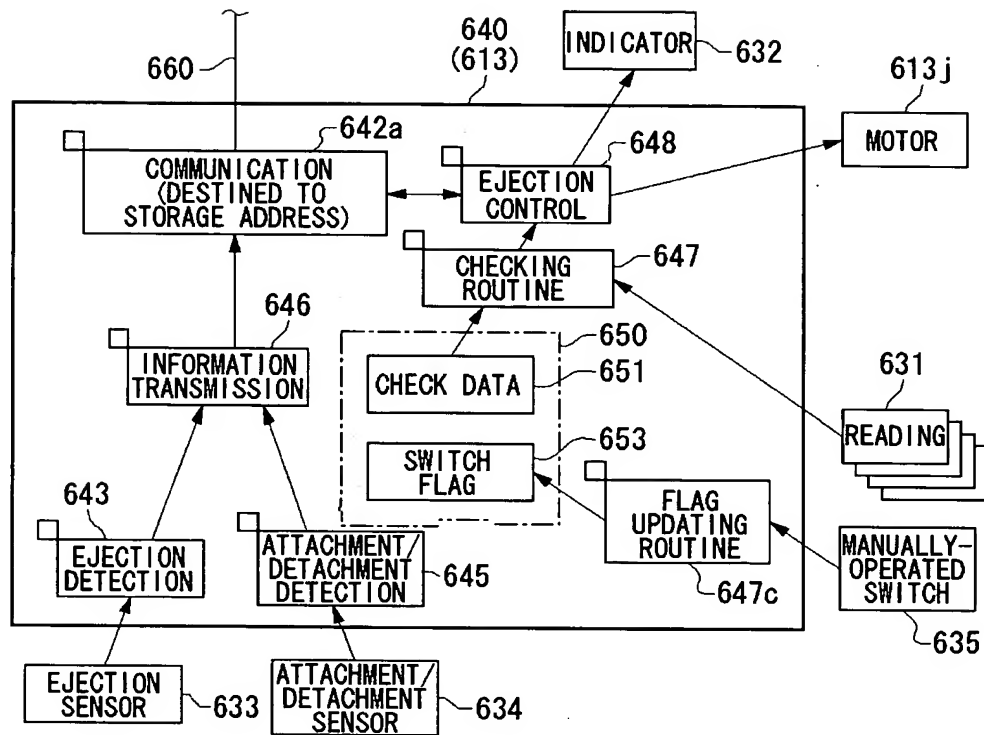 640
(613)
INDICATOR
632
660
613j
MOTOR
642a
COMMUNICATION
(DESTINED TO
STORAGE ADDRESS)
648
EJECTION
CONTROL
647
CHECKING
ROUTINE
646
INFORMATION
TRANSMISSION
650
CHECK DATA
651
631
READING
653
SWITCH
FLAG
643
EJECTION
DETECTION
ATTACHMENT/
DETACHMENT
DETECTION
645
FLAG
UPDATING
ROUTINE
647c
MANUALLY-
OPERATED
SWITCH
635
EJECTION
SENSOR
633
ATTACHMENT/
DETACHMENT
SENSOR
634